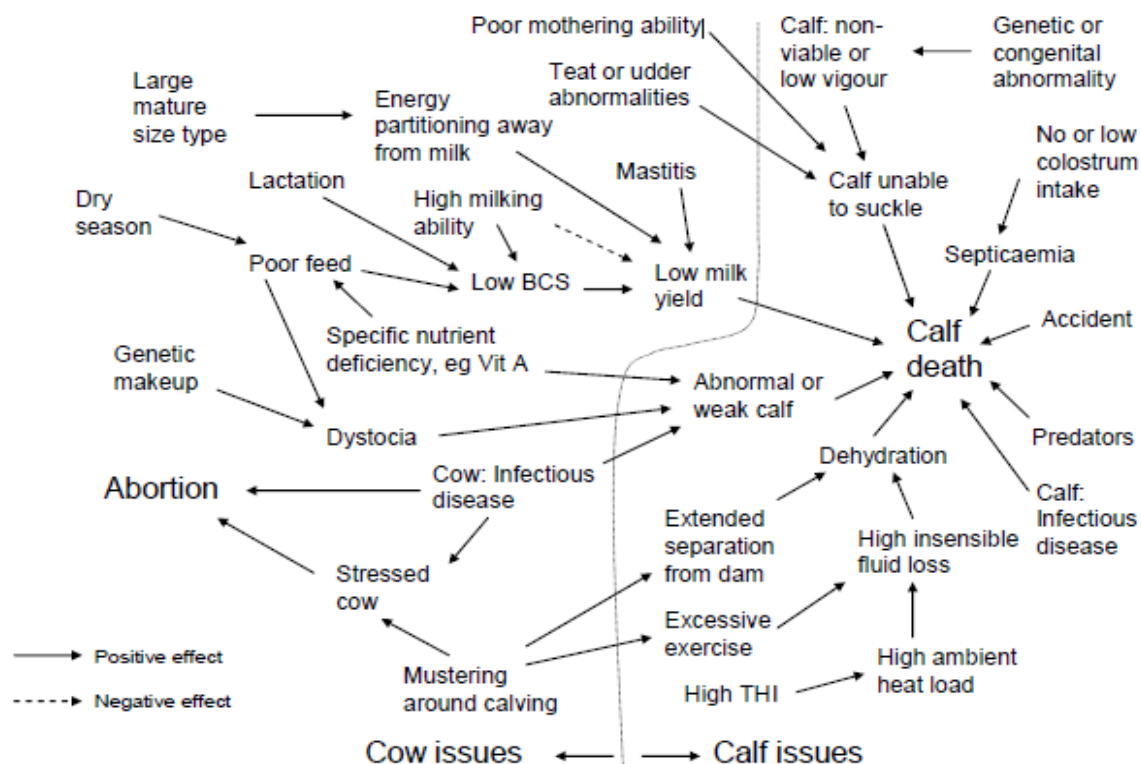 Poor mothering ability
Calf: non-
viable or
low vigour
Genetic or
congenital
abnormality
Large
mature
size type
Energy
partitioning away
from milk
Teat or udder
abnormalities
No or low
colostrum
intake
Lactation
High milking
ability
Mastitis
Calf unable
to suckle
Dry
season
Poor feed
Low BCS
Low milk
yield
Septicaemia
Specific nutrient
deficiency, eg Vit A
Calf
death
Accident
Genetic
makeup
Abnormal or
weak calf
Dystocia
Predators
Dehydration
Abortion
Cow: Infectious
disease
Calf:
Infectious
disease
Extended
separation
from dam
High insensible
fluid loss
Stressed
cow
Excessive
exercise
Positive effect
Negative effect
Mustering
around calving
High THI
High ambient
heat load
Cow issues
Calf issues